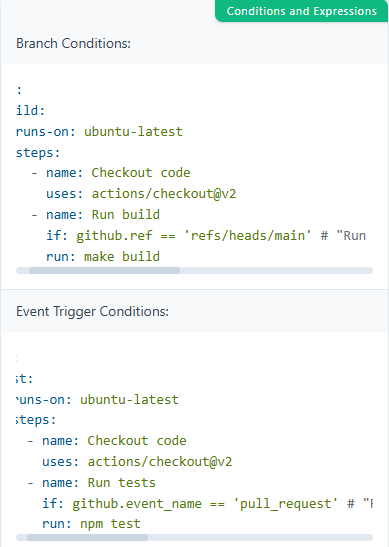 Conditions and Expressions
Branch Conditions:
:
ild:
runs-on: ubuntu-latest
steps:
- name: Checkout code
uses: actions/checkout@v2
- name: Run build
if: github.ref == 'refs/heads/main' # "Run
run: make build
Event Trigger Conditions:
:
st:
runs-on: ubuntu-latest
steps:
- name: Checkout code
uses: actions/checkout@v2
- name: Run tests
if: github.event_name == 'pull_request' # "
run: npm test